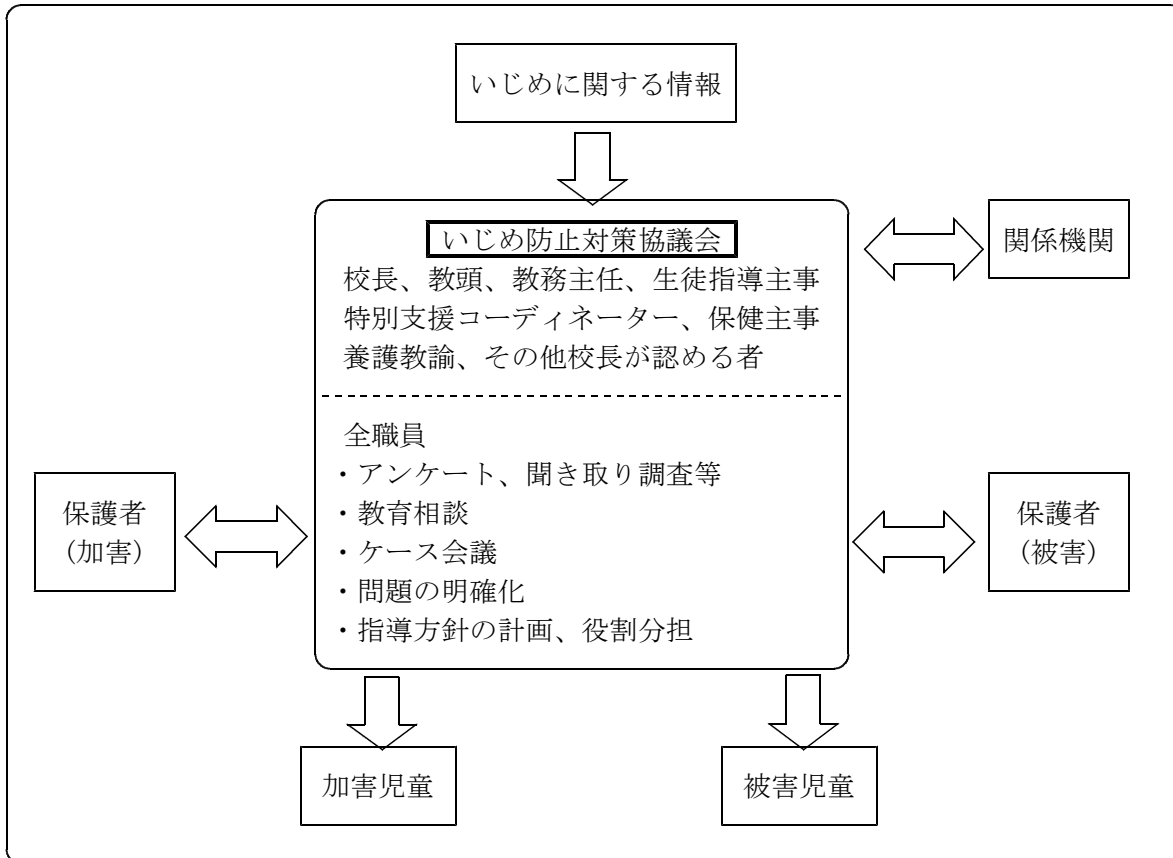 いじめに関する情報
いじめ防止対策協議会
校長、教頭、教務主任、生徒指導主事
特別支援コーディネーター、保健主事
養護教諭、その他校長が認める者
関係機関
全職員
・アンケート、聞き取り調査等
・教育相談
・ケース会議
・問題の明確化
・指導方針の計画、役割分担
保護者
(加害)
保護者
(被害)
加害児童
被害児童